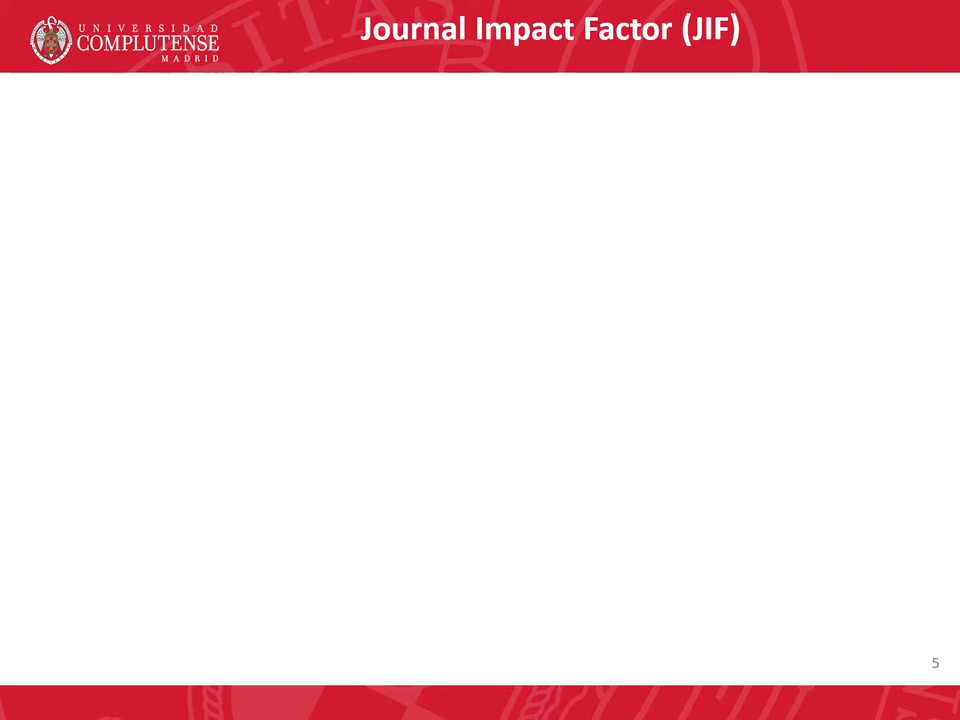 UNIVERSIDAD
COMPLUTENSE
MADRID
Journal Impact Factor (JIF)
5